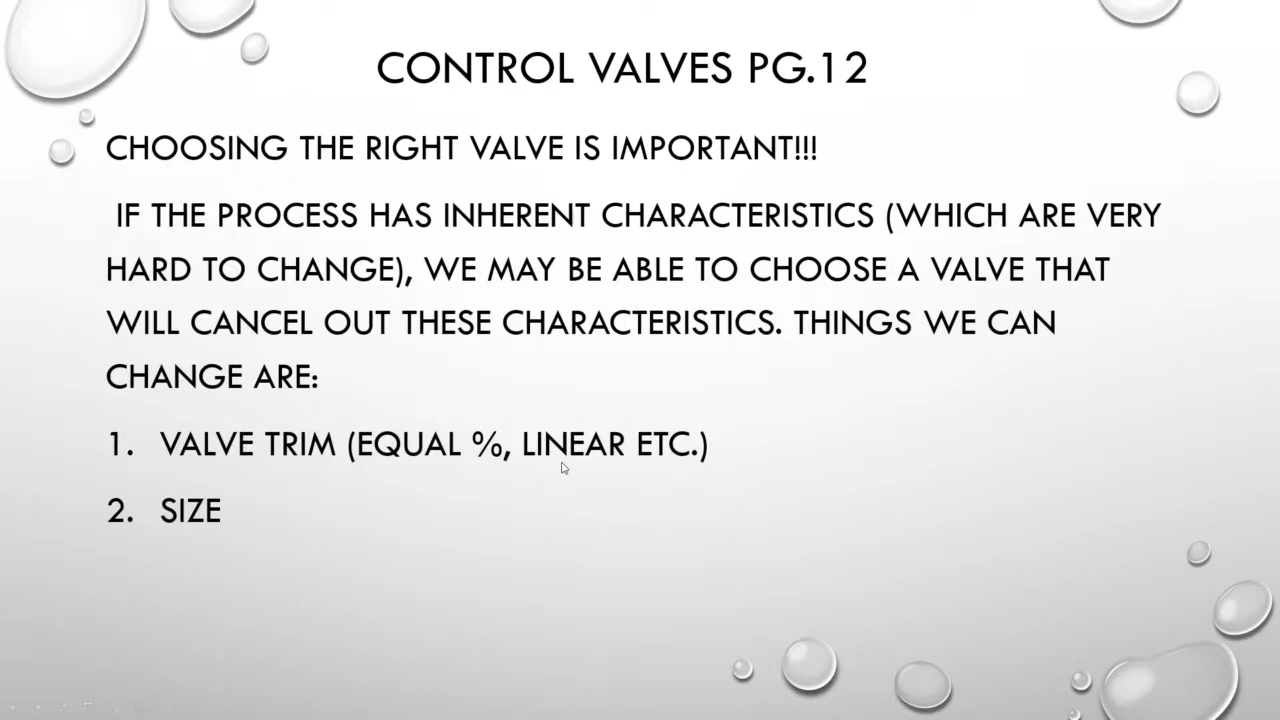 CONTROL VALVES PG.12
CHOOSING THE RIGHT VALVE IS IMPORTANT!!!
IF THE PROCESS HAS INHERENT CHARACTERISTICS (WHICH ARE VERY
HARD TO CHANGE), WE MAY BE ABLE TO CHOOSE A VALVE THAT
WILL CANCEL OUT THESE CHARACTERISTICS. THINGS WE CAN
CHANGE ARE:
1. VALVE TRIM (EQUAL %, LINEAR ETC.)
2. SIZE